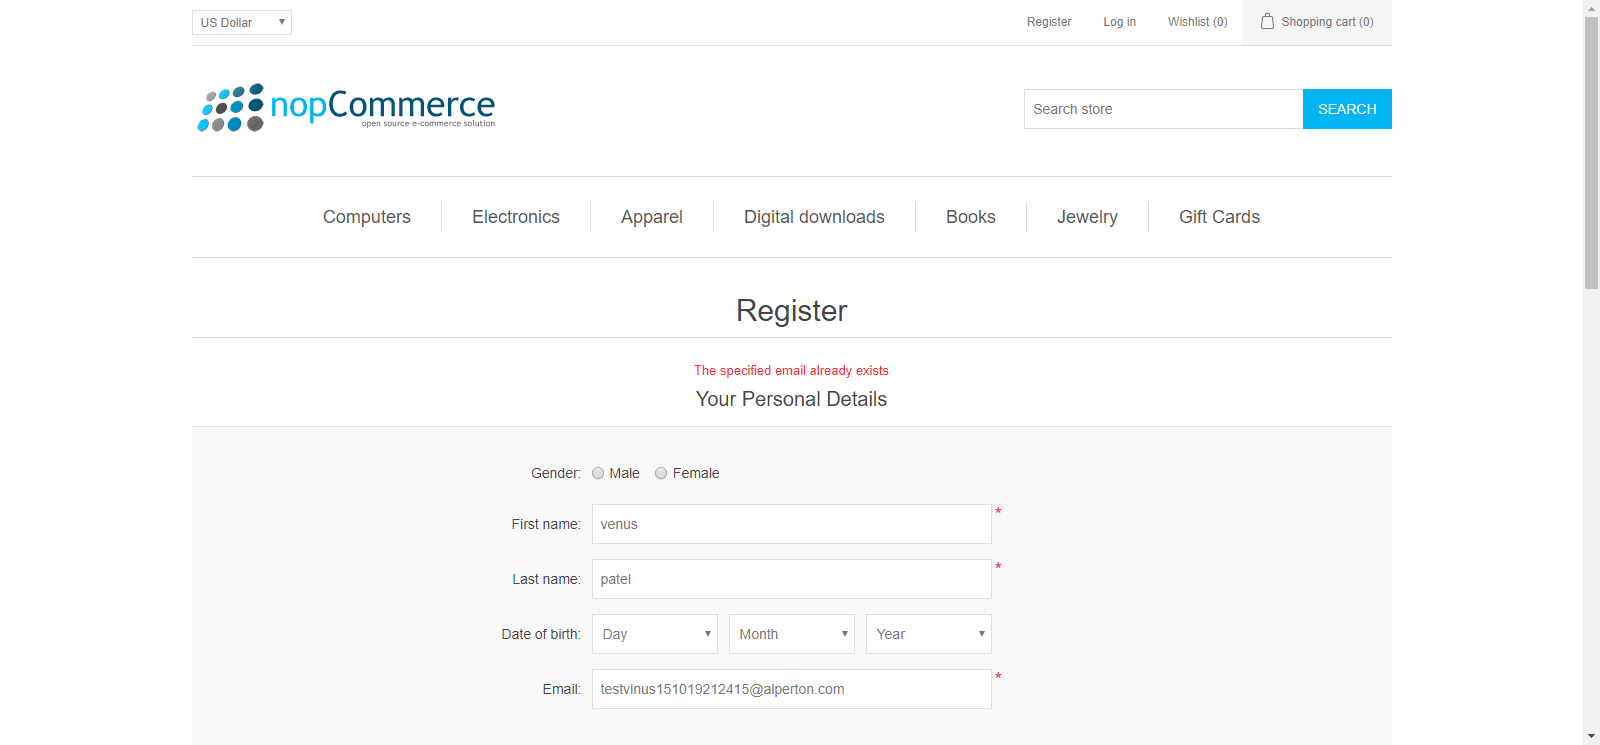 US Dollar
Register Log in Wishlist (0) Shopping cart (0)
nopCommerce
open source e-commerce solution
Search store SEARCH
Computers Electronics Apparel Digital downloads Books Jewelry Gift Cards
Register
The specified email already exists
Your Personal Details
Gender: Male Female
First name: venus *
Last name: patel *
Date of birth: Day Month Year
Email: testvinus151019212415@alperton.com *